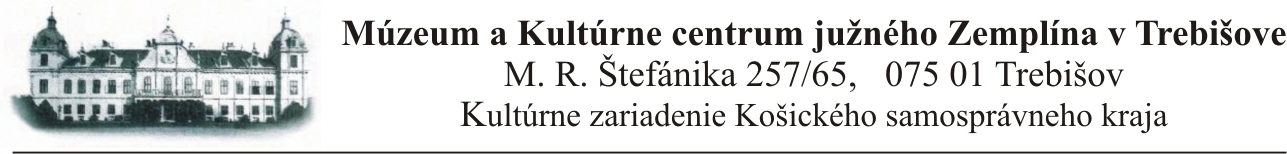 Múzeum a Kultúrne centrum južného Zemplína v Trebišove
M. R. Štefánika 257/65, 075 01 Trebišov
Kultúrne zariadenie Košického samosprávneho kraja